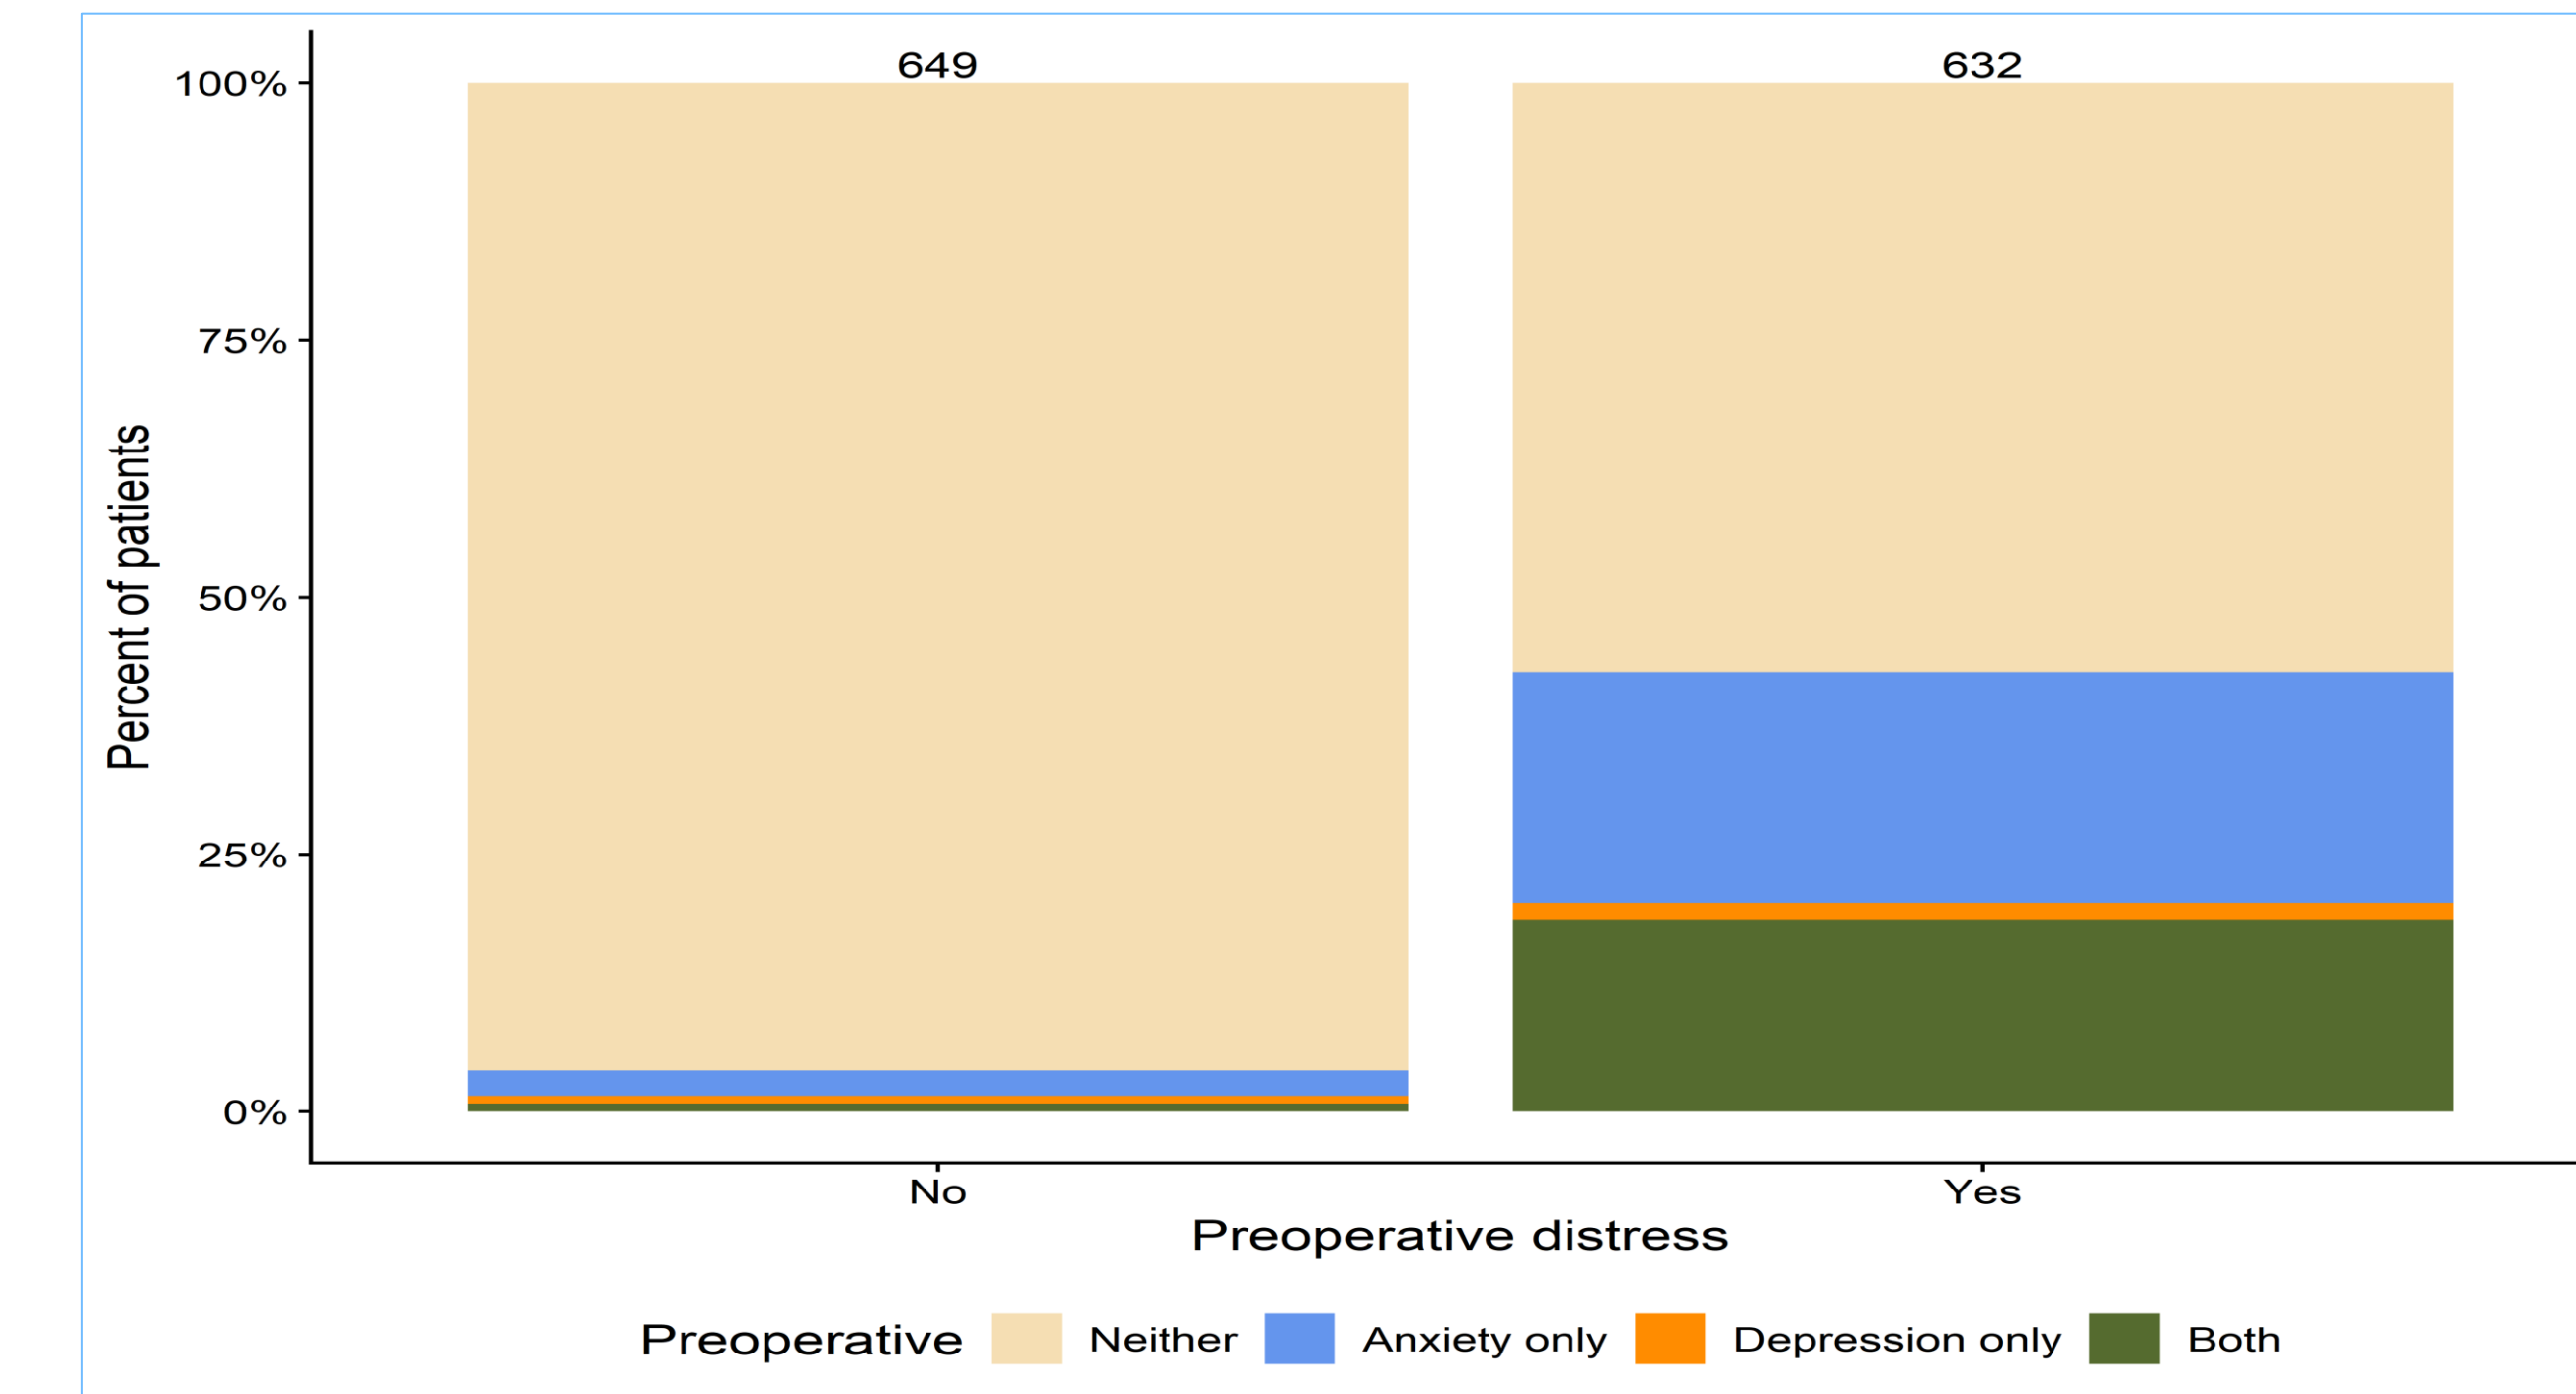 649
632
100%
75%
50%
25%
0%
Percent of patients
No
Yes
Preoperative distress
Preoperative Neither Anxiety only Depression only Both